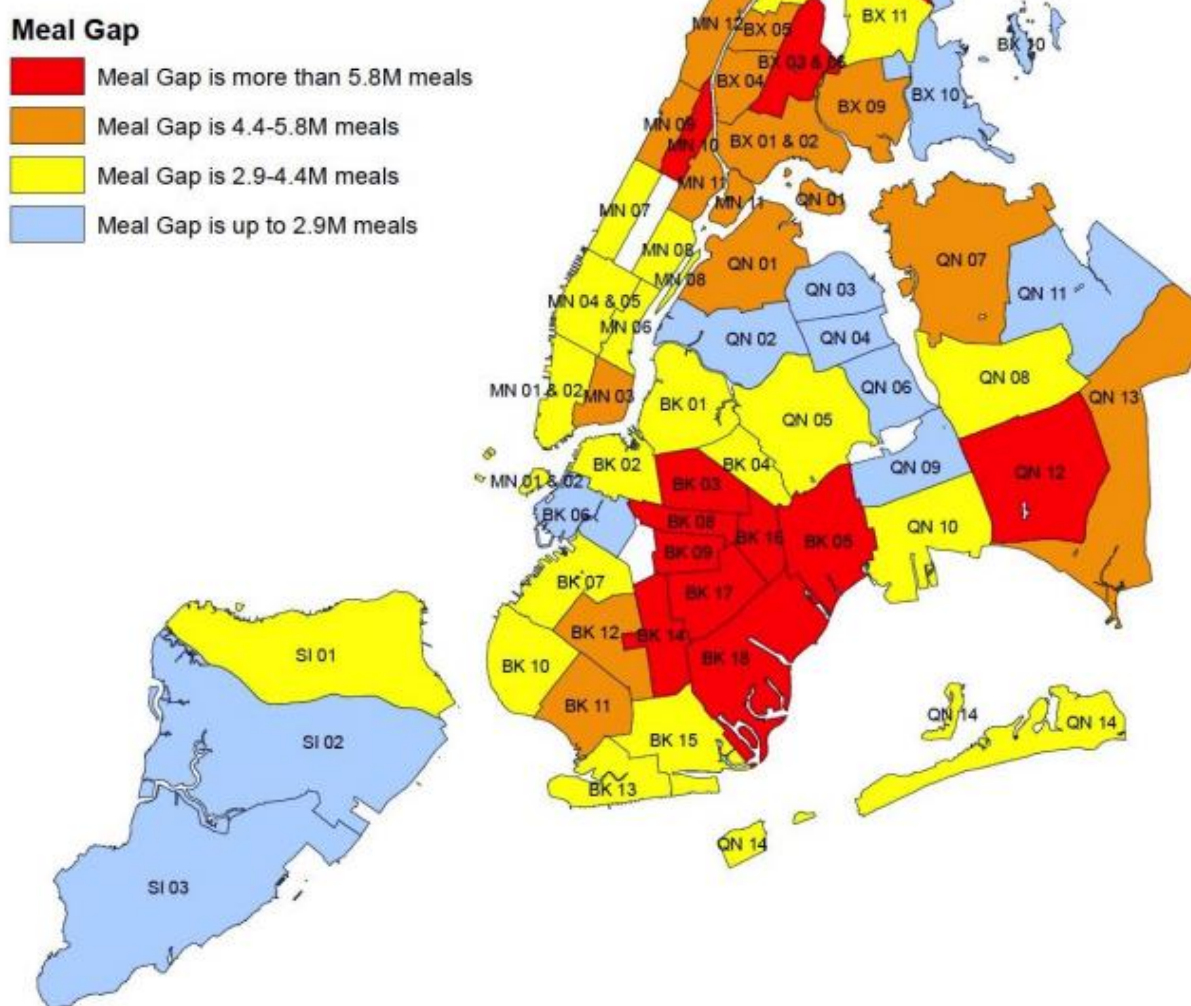 Meal Gap
Meal Gap is more than 5.8M meals
Meal Gap is 4.4-5.8M meals
Meal Gap is 2.9-4.4M meals
Meal Gap is up to 2.9M meals
MN 12
BX 05
BX 11
BX 10
BX 03 & 06
BX 04
BX 10
BX 09
MN 09
MN 10
BX 01 & 02
MN 11
MN 11
QN 01
MN 07
MN 08
MN 08
QN 01
QN 07
QN 03
QN 11
MN 04 & 05
MN 06
QN 02
QN 04
QN 08
QN 06
QN 13
MN 01 & 02
MN 03
BK 01
QN 05
BK 02
BK 04
QN 09
QN 12
MN 01 & 02
BK 03
BK 06
BK 08
BK 16
BK 05
QN 10
BK 09
BK 07
BK 17
BK 12
BK 14
SI 01
BK 10
BK 18
BK 11
QN 14
QN 14
SI 02
BK 15
BK 13
QN 14
SI 03